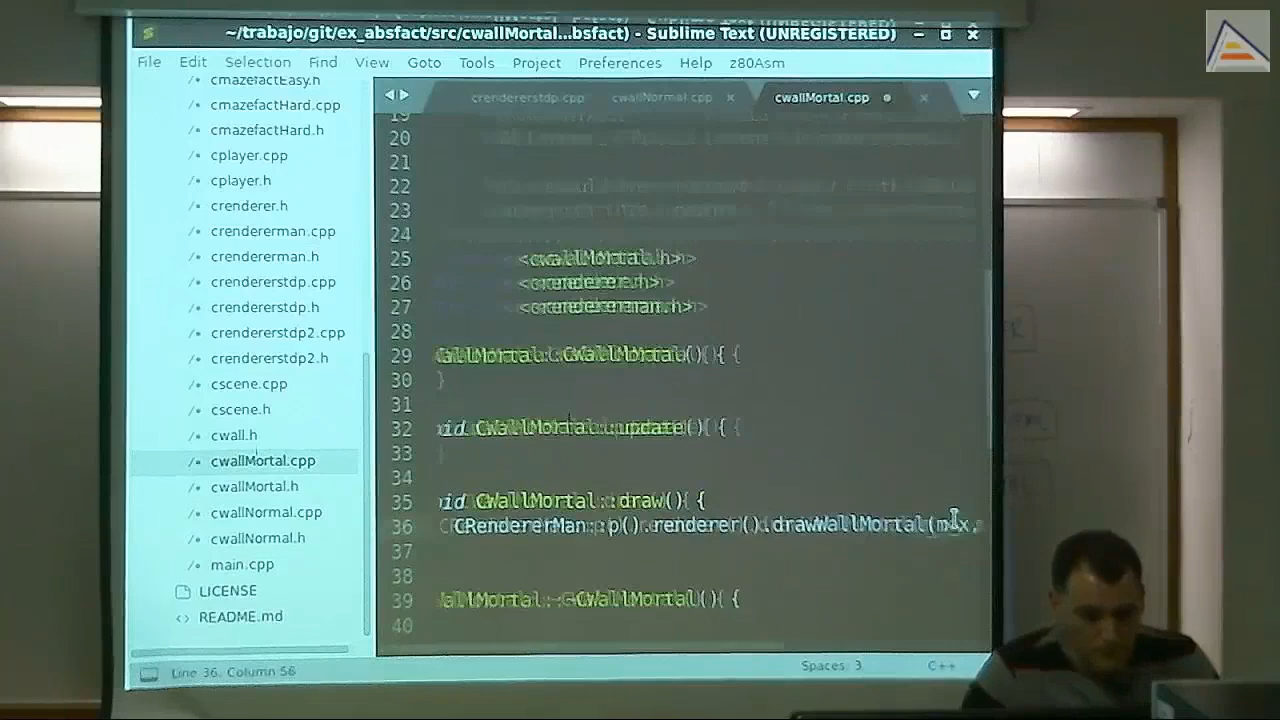 ~/trabajo/git/ex_absfact/src/cwallMortal...bsfact) - Sublime Text (UNREGISTERED)
File Edit Selection Find View Goto Tools Project Preferences Help z80Asm
cmazefactEasy.h
cmazefactHard.cpp
cmazefactHard.h
cplayer.cpp
cplayer.h
crenderer.h
crendererman.cpp
crendererman.h
crendererstdp.cpp
crendererstdp.h
crendererstdp2.cpp
crendererstdp2.h
cscene.cpp
cscene.h
cwall.h
cwallMortal.cpp
cwallMortal.h
cwallNormal.cpp
cwallNormal.h
main.cpp
LICENSE
README.md
crendererstdp.cpp cwallNormal.cpp cwallMortal.cpp
19
20
21
22
23
24
25 <cwallMortal.h>
26 <crenderer.h>
27 <crendererman.h>
28
29 allMortal::CWallMortal() {
30 }
31
32 id CWallMortal::update() {
33
34
35 id CWallMortal::draw() {
36 CRendererMan::p().renderer().drawWallMortal(m_x,
37
38
39 allMortal::~CWallMortal() {
40
Line 36, Column 56 Spaces: 3 C++